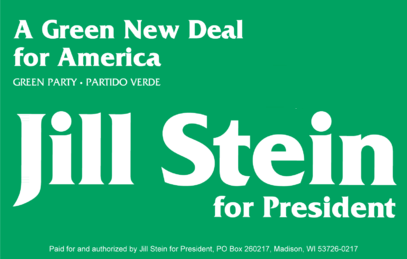 A Green New Deal
for America
GREEN PARTY • PARTIDO VERDE
Jill Stein
for President
Paid for and authorized by Jill Stein for President, PO Box 260217, Madison, WI 53726-0217